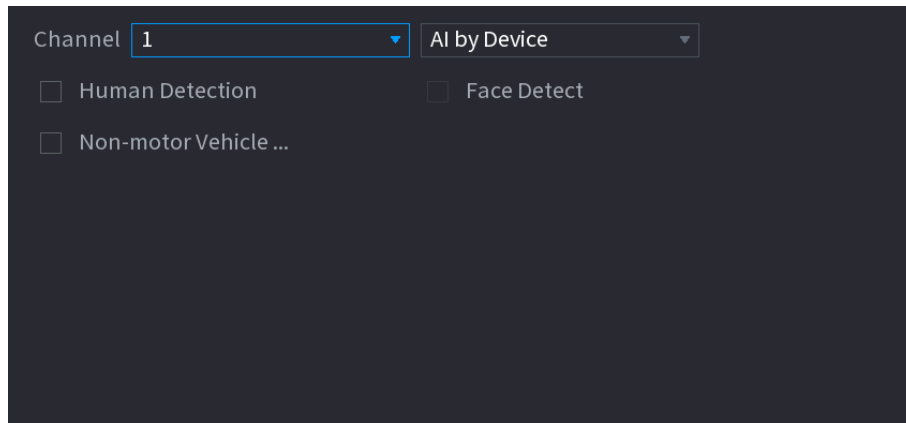 Channel 1 AI by Device
Human Detection Face Detect
Non-motor Vehicle ...